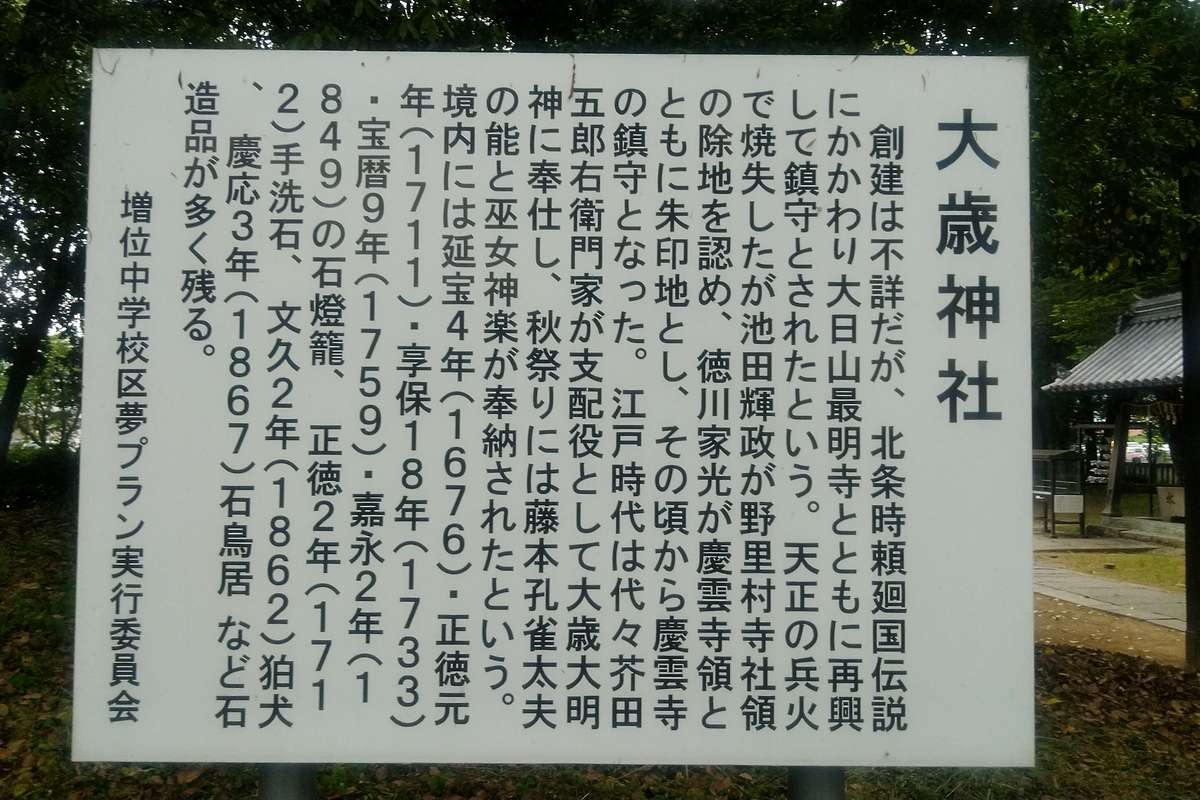 大歳神社
創建は不詳だが、北条時頼廻国伝説
にかかわり大日山最明寺とともに再興
して鎮守とされたという。天正の兵火
で焼失したが池田輝政が野里村寺社領
の除地を認め、徳川家光が慶雲寺領と
ともに朱印地とし、その頃から慶雲寺
の鎮守となった。江戸時代は代々芥田
五郎右衛門家が支配役として大歳大明
神に奉仕し、秋祭りには藤本孔雀太夫
の能と巫女神楽が奉納されたという。
境内には延宝4年(1676)・正徳元
年(1711)・享保18年(1733)
・宝暦9年(1759)・嘉永2年(1
849)の石燈籠、正徳2年(171
2)手洗石、文久2年(1862)狛犬
、慶応3年(1867)石鳥居 など石
造品が多く残る。
増位中学校区夢プラン実行委員会